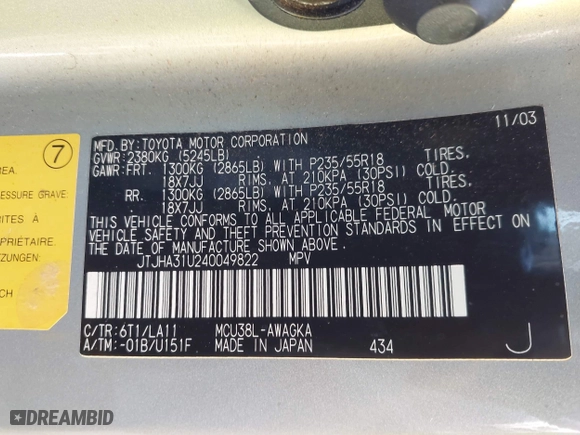 7
REA.
ESSURE GRAVE:
RITES À
PRIÉTAIRE.
TZUNGEN:
CH
11/03
MFD.BY:TOYOTA MOTOR CORPORATION
GVWR:2380KG (5245LB)
GAWR:FRT. 1300KG (2865LB) WITH P235/55R18 TIRES,
18X7JJ RIMS, AT 210KPA (30PSI) COLD.
RR. 1300KG (2865LB) WITH P235/55R18 TIRES,
18X7JJ RIMS, AT 210KPA (30PSI) COLD.
THIS VEHICLE CONFORMS TO ALL APPLICABLE FEDERAL MOTOR
VEHICLE SAFETY AND THEFT PREVENTION STANDARDS IN EFFECT ON
THE DATE OF MANUFACTURE SHOWN ABOVE.
JTJHA31U240049822 MPV
C/TR:6T1/LA11 MCU38L-AWAGKA
A/TM:-01B/U151F MADE IN JAPAN 434 J
DREAMBID